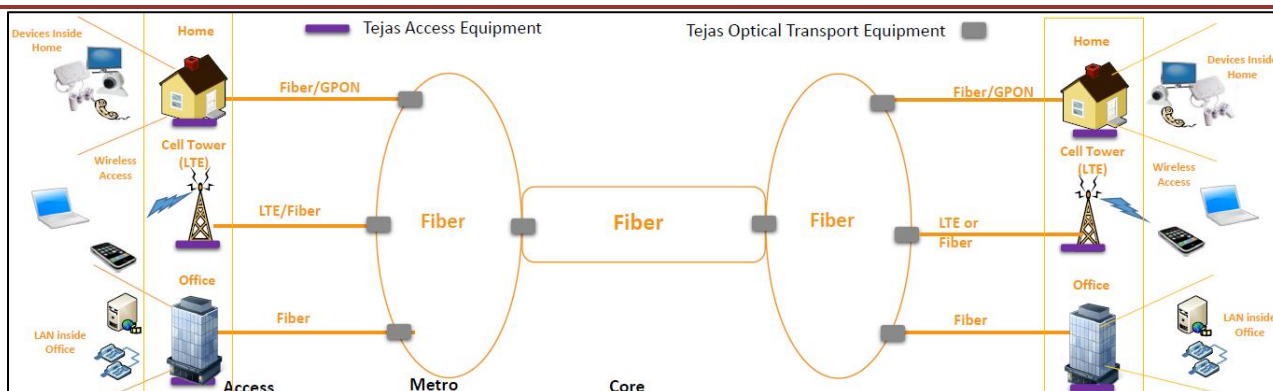 Tejas Access Equipment
Tejas Optical Transport Equipment
Devices Inside
Home
Home
Fiber/GPON
Cell Tower
(LTE)
Wireless
Access
LTE/Fiber
Office
Fiber
LAN inside
Office
Access
Fiber
Metro
Fiber
Core
Fiber
Home
Devices Inside
Home
Fiber/GPON
Cell Tower
(LTE)
Wireless
Access
LTE or
Fiber
Office
Fiber
LAN inside
Office